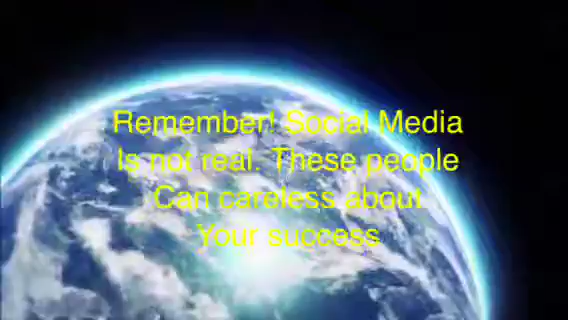 Remember! Social Media
Is not real. These people
Can careless about
Your success